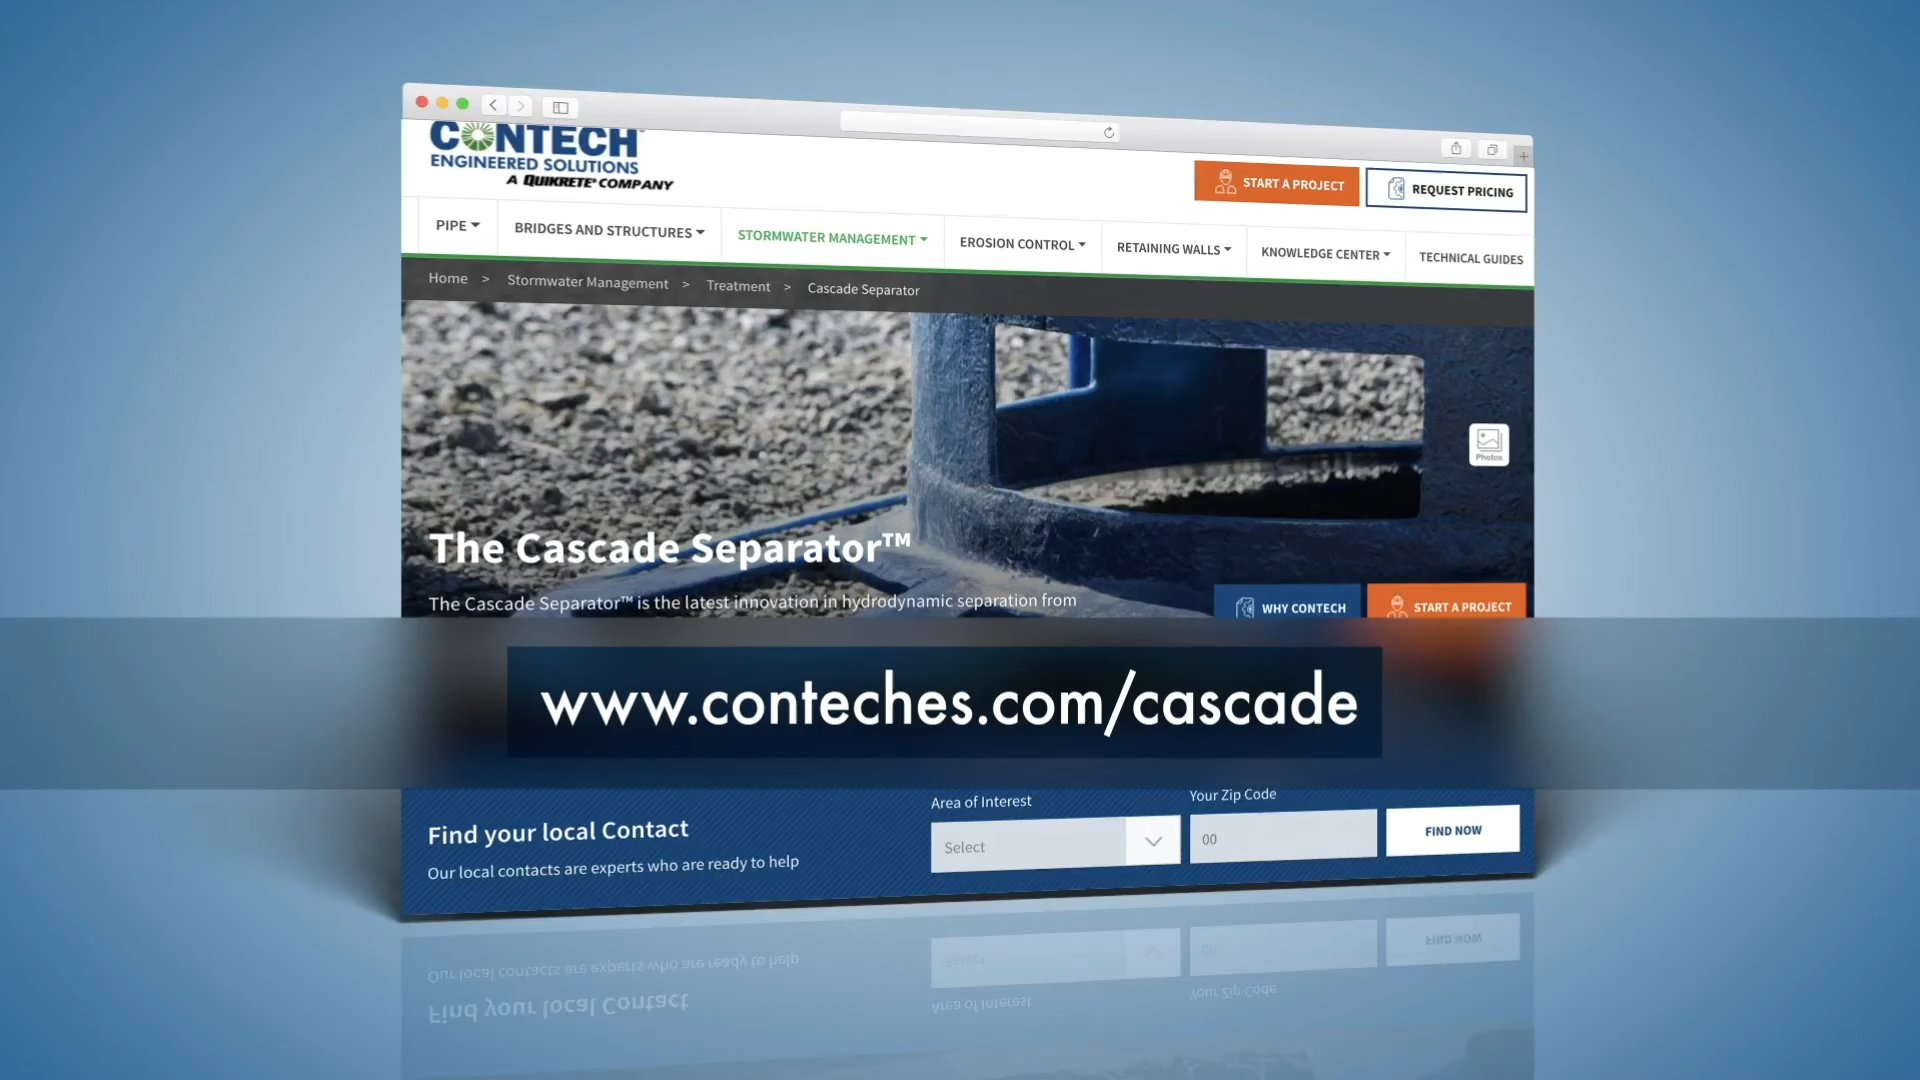 CONTECH
ENGINEERED SOLUTIONS
A QUIKRETE® COMPANY
START A PROJECT
REQUEST PRICING
PIPE
BRIDGES AND STRUCTURES
STORMWATER MANAGEMENT
EROSION CONTROL
RETAINING WALLS
KNOWLEDGE CENTER
TECHNICAL GUIDES
Home > Stormwater Management > Treatment > Cascade Separator
Photos
The Cascade Separator™
The Cascade Separator™ is the latest innovation in hydrodynamic separation from
WHY CONTECH
START A PROJECT
www.conteches.com/cascade
Find your local Contact
Our local contacts are experts who are ready to help
Area of Interest
Select
Your Zip Code
00
FIND NOW